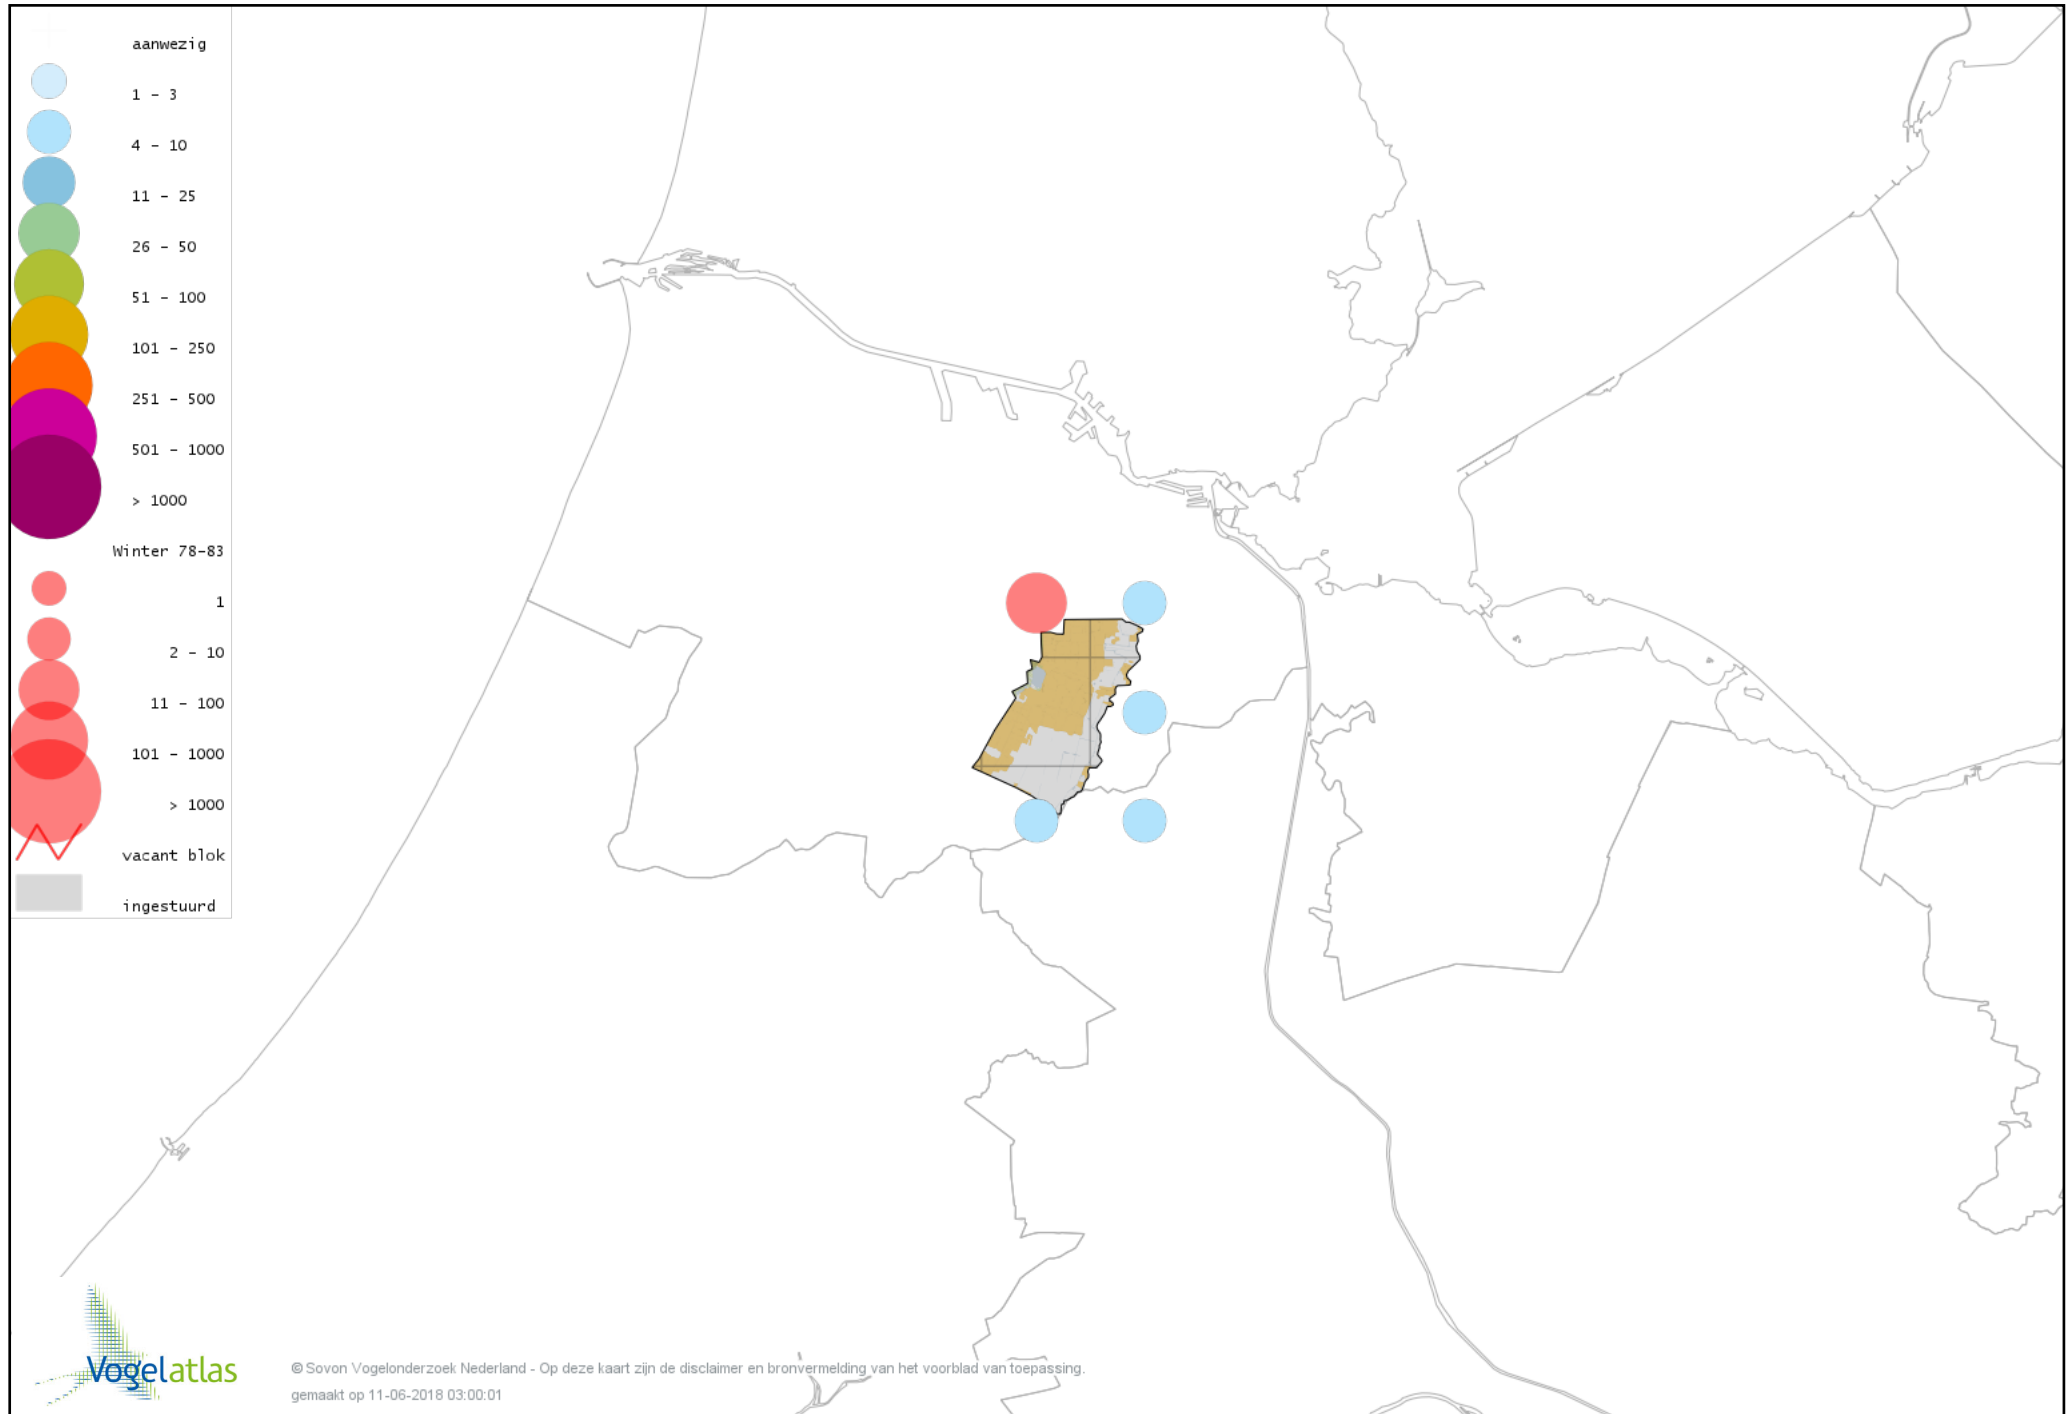 aanwezig
1 - 3
4 - 10
11 - 25
26 - 50
51 - 100
101 - 250
251 - 500
501 - 1000
> 1000
Winter 78-83
1
2 - 10
11 - 100
101 - 1000
> 1000
vacant blok
ingestuurd
Vogelatlas
© Sovon Vogelonderzoek Nederland - Op deze kaart zijn de disclaimer en bronvermelding van het voorblad van toepassing.
gemaakt op 11-06-2018 03:00:01